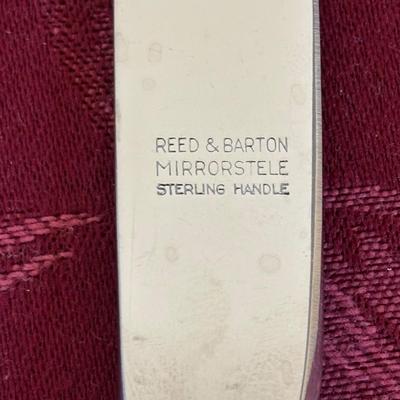 REED & BARTON
MIRRORSTELE
STERLING HANDLE